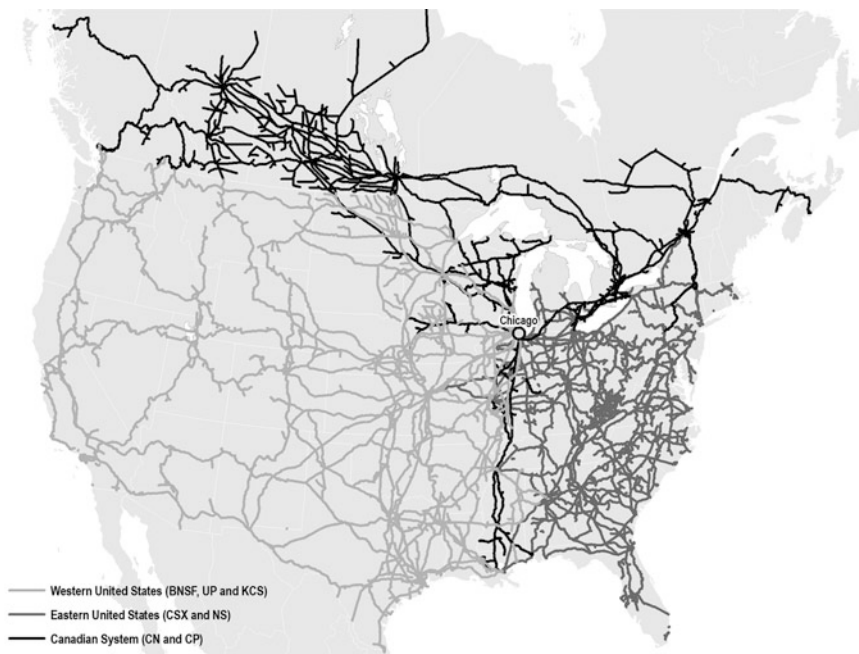 Chicago
Western United States (BNSF, UP and KCS)
Eastern United States (CSX and NS)
Canadian System (CN and CP)